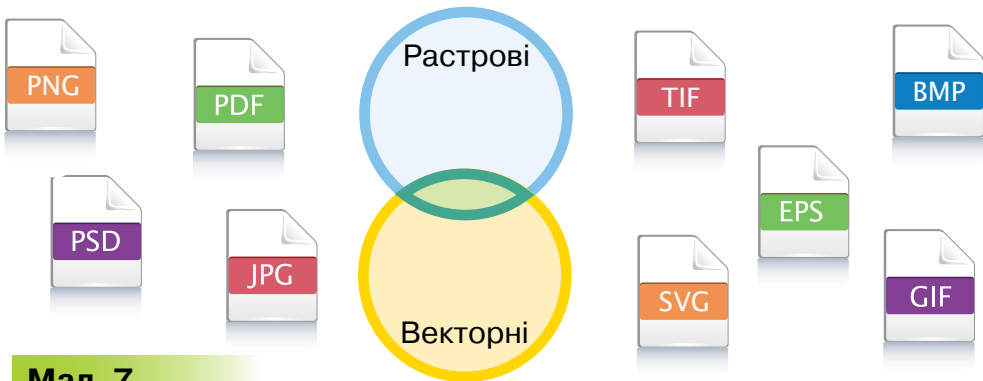 Растрові
PNG
PDF
TIF
BMP
PSD
JPG
EPS
SVG
GIF
Векторні
Мал. 7